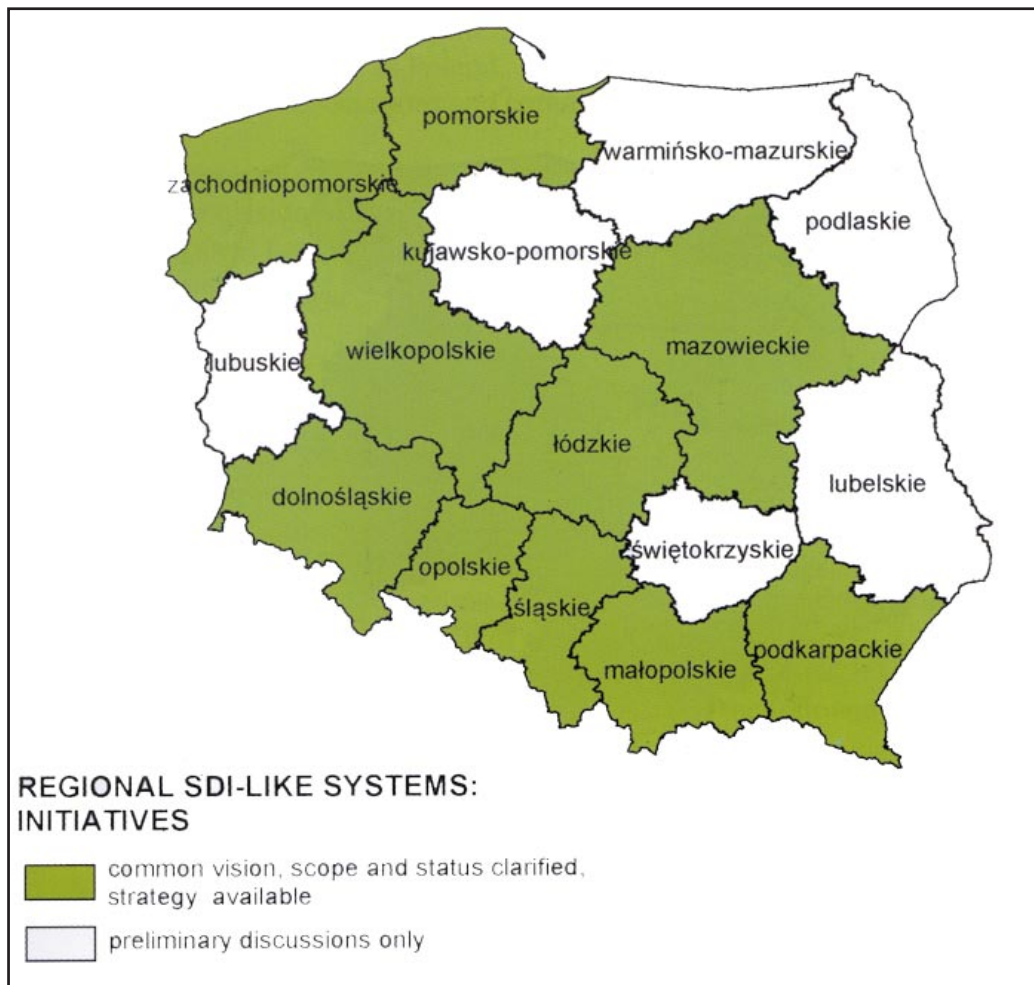 pomorskie
warmińsko-mazurskie
zachodniopomorskie
podlaskie
kujawsko-pomorskie
lubuskie
wielkopolskie
mazowieckie
łódzkie
lubelskie
dolnośląskie
świętokrzyskie
opolskie
śląskie
podkarpackie
małopolskie
REGIONAL SDI-LIKE SYSTEMS:
INITIATIVES
common vision, scope and status clarified,
strategy available
preliminary discussions only